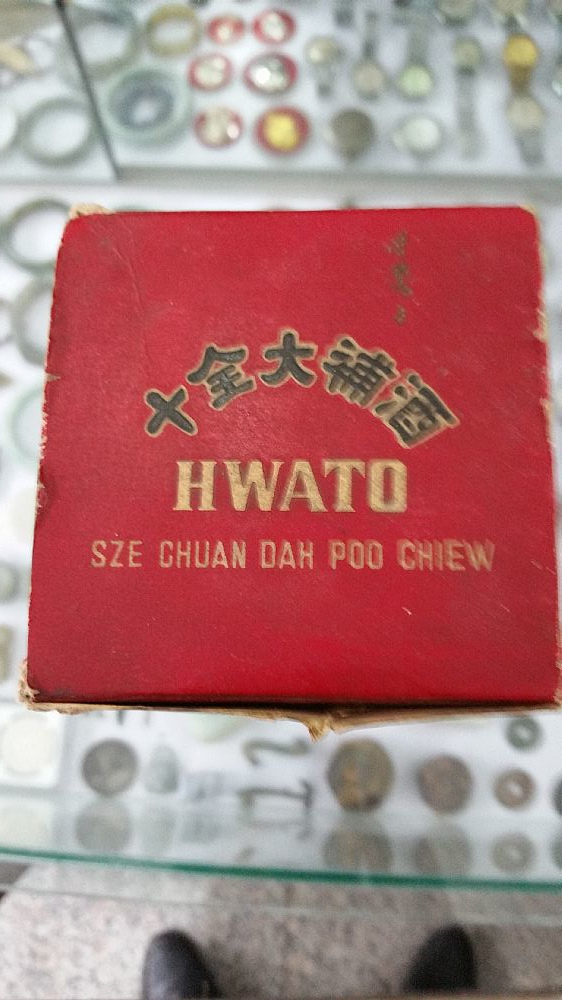 十全大補酒
HWATO
SZE CHUAN DAH POO CHIEW